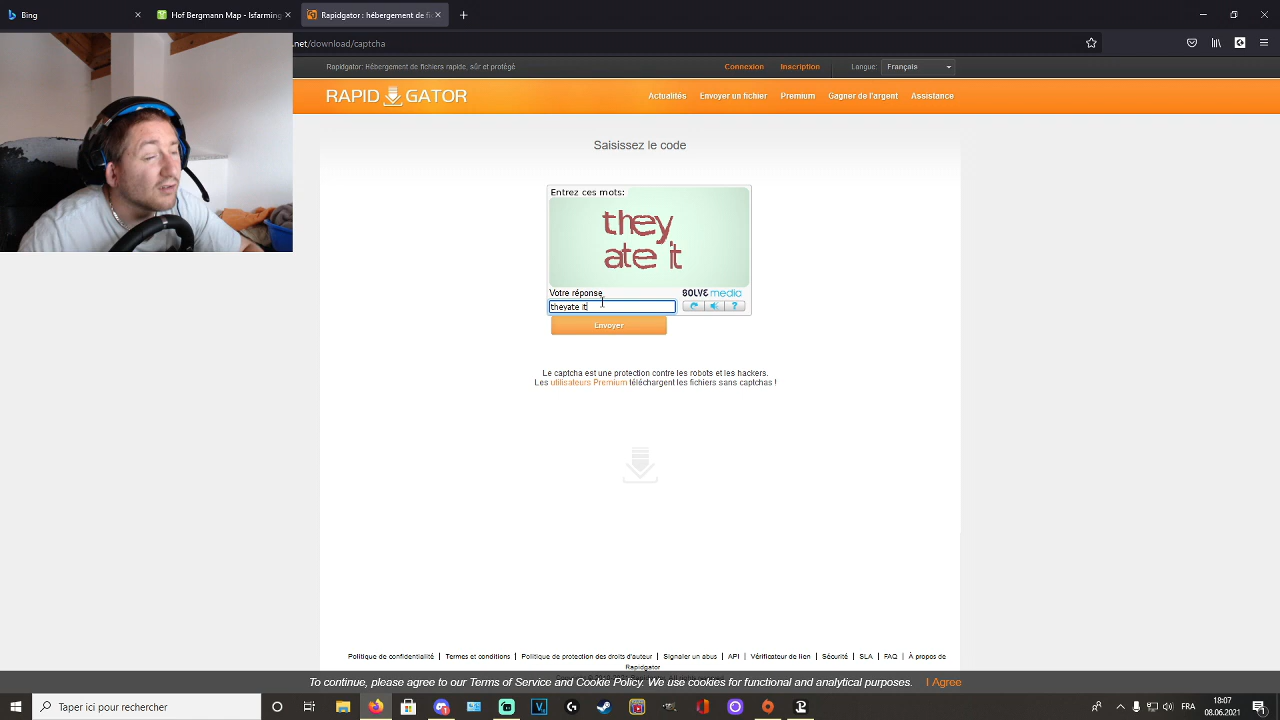 Bing
Hof Bergmann Map - lsfarming
net/download/captcha
Rapidgator: Hébergement de fichiers rapide, sûr et protégé
Connexion
Inscription
Langue:
Français
RAPID GATOR
Actualités
Envoyer un fichier
Premium
Gagner de l'argent
Assistance
Saisissez le code
Entrez ces mots:
they
ate it
Votre réponse
SOLVE media
theyate it
Envoyer
Le captcha est une protection contre les robots et les hackers.
Les utilisateurs Premium téléchargent les fichiers sans captchas !
Politique de confidentialité | Termes et conditions | Politique de protection des droits d'auteur | Signaler un abus | API | Vérificateur de lien | Sécurité | SLA | FAQ | À propos de
Rapidgator
To continue, please agree to our Terms of Service and Cookie Policy. We use cookies for functional and analytical purposes.
I Agree
Taper ici pour rechercher
18:07
08.06.2021